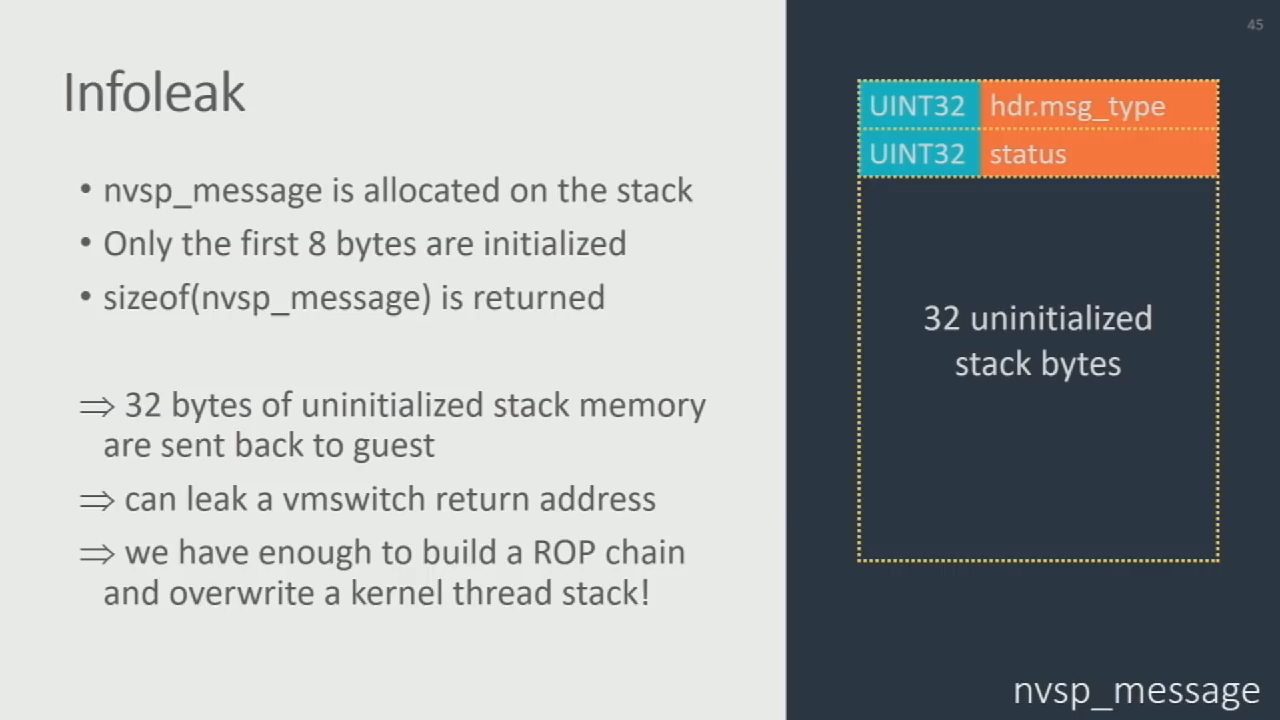 45
Infoleak
• nvsp_message is allocated on the stack
• Only the first 8 bytes are initialized
• sizeof(nvsp_message) is returned
⇒ 32 bytes of uninitialized stack memory
are sent back to guest
⇒ can leak a vmswitch return address
⇒ we have enough to build a ROP chain
and overwrite a kernel thread stack!
UINT32 hdr.msg_type
UINT32 status
32 uninitialized
stack bytes
nvsp_message